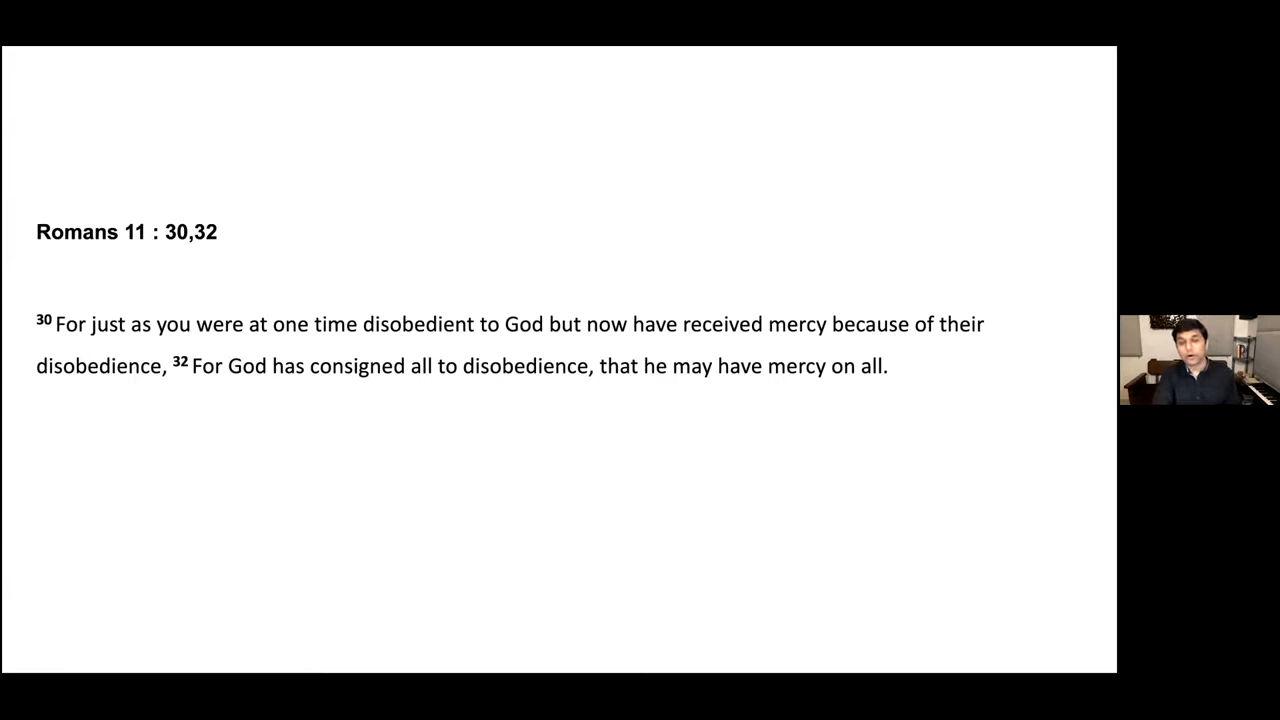 Romans 11 : 30,32
30 For just as you were at one time disobedient to God but now have received mercy because of their
disobedience, 32 For God has consigned all to disobedience, that he may have mercy on all.